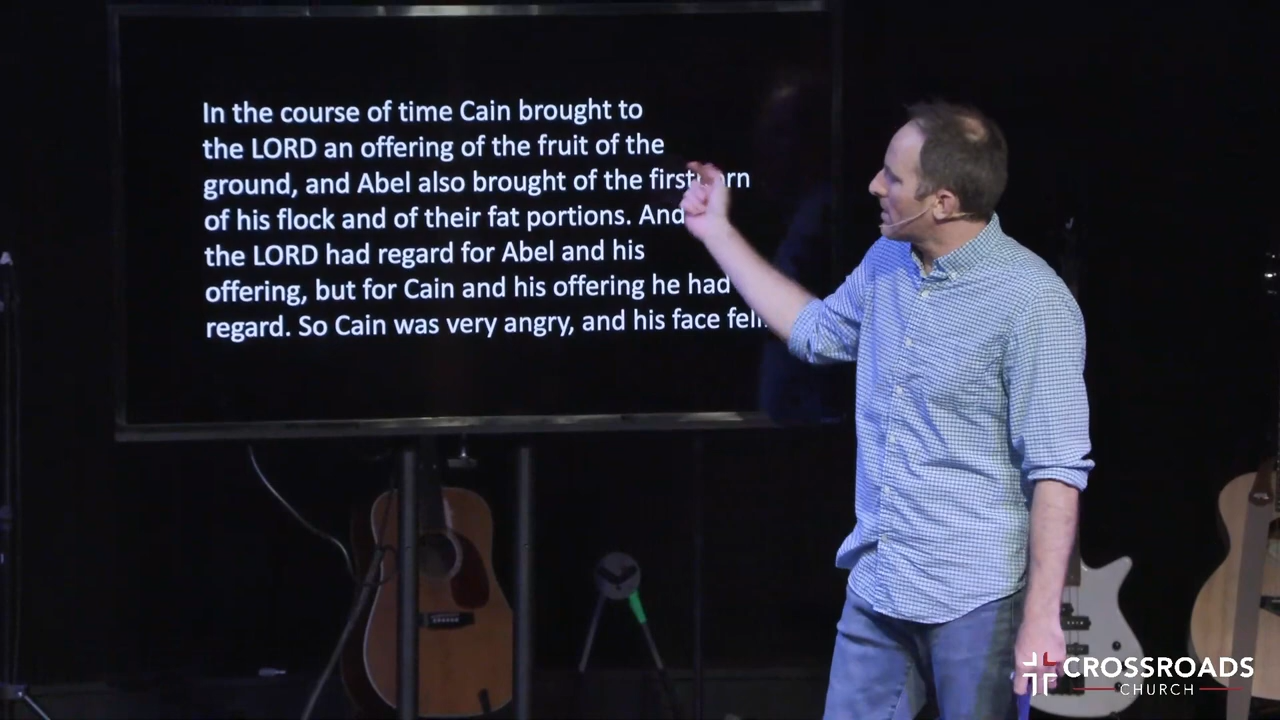 In the course of time Cain brought to
the LORD an offering of the fruit of the
ground, and Abel also brought of the firstborn
of his flock and of their fat portions. And
the LORD had regard for Abel and his
offering, but for Cain and his offering he had
regard. So Cain was very angry, and his face fell.
CROSSROADS
CHURCH